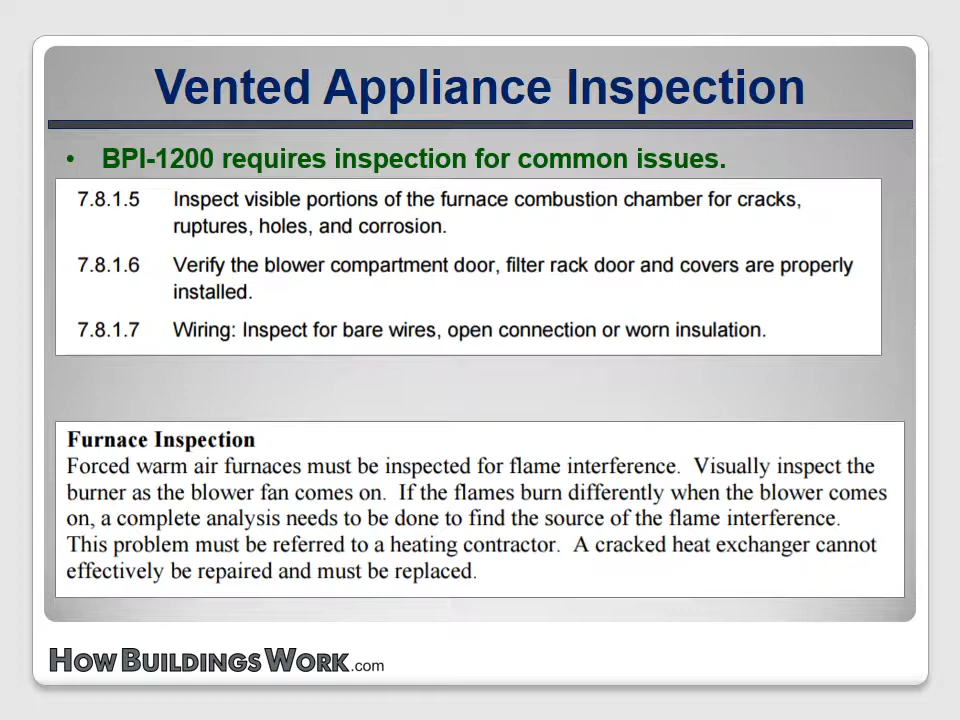 Vented Appliance Inspection
• BPI-1200 requires inspection for common issues.
7.8.1.5 Inspect visible portions of the furnace combustion chamber for cracks,
ruptures, holes, and corrosion.
7.8.1.6 Verify the blower compartment door, filter rack door and covers are properly
installed.
7.8.1.7 Wiring: Inspect for bare wires, open connection or worn insulation.
Furnace Inspection
Forced warm air furnaces must be inspected for flame interference. Visually inspect the
burner as the blower fan comes on. If the flames burn differently when the blower comes
on, a complete analysis needs to be done to find the source of the flame interference.
This problem must be referred to a heating contractor. A cracked heat exchanger cannot
effectively be repaired and must be replaced.
HOWBUILDINGSWORK.com